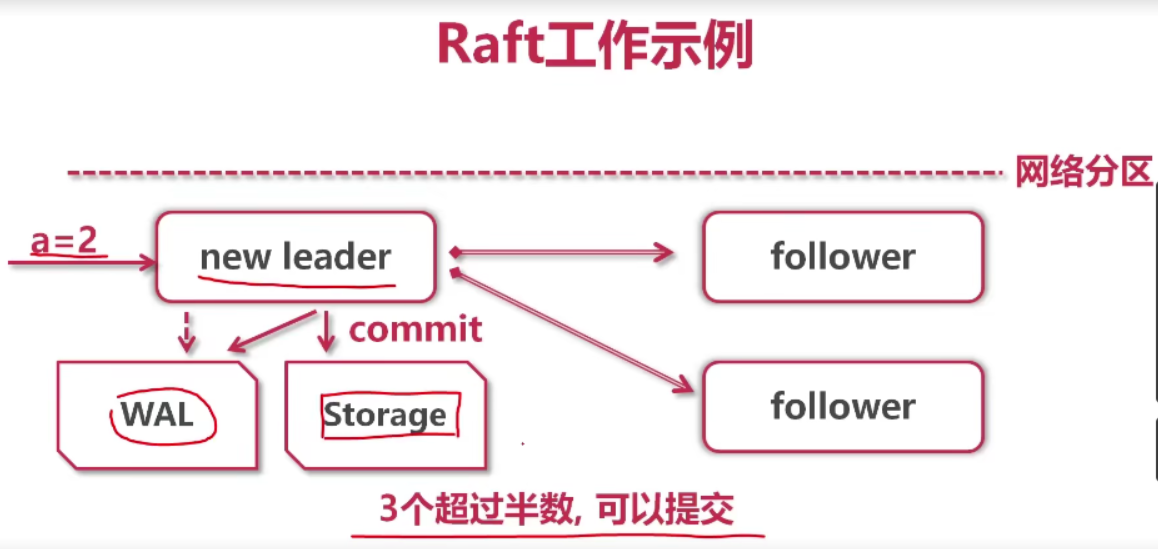 Raft工作示例
网络分区
a=2
new leader
follower
commit
WAL
Storage
follower
3个超过半数, 可以提交